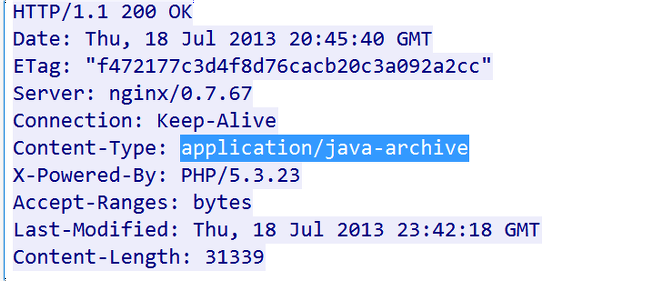 HTTP/1.1 200 OK
Date: Thu, 18 Jul 2013 20:45:40 GMT
ETag: "f472177c3d4f8d76cacb20c3a092a2cc"
Server: nginx/0.7.67
Connection: Keep-Alive
Content-Type: application/java-archive
X-Powered-By: PHP/5.3.23
Accept-Ranges: bytes
Last-Modified: Thu, 18 Jul 2013 23:42:18 GMT
Content-Length: 31339